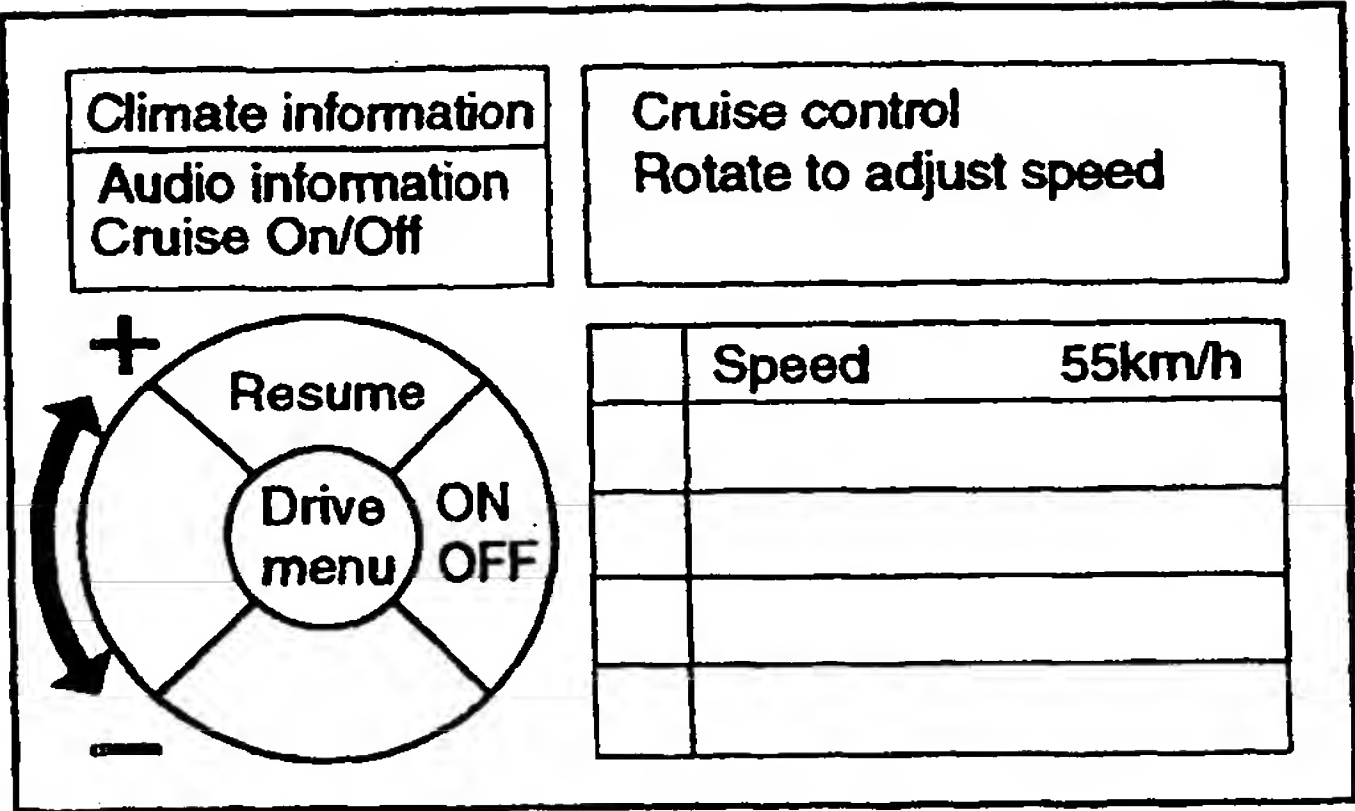 Climate information
Audio information
Cruise On/Off
Cruise control
Rotate to adjust speed
+
Resume
Drive
menu
ON
OFF
−
Speed 55km/h